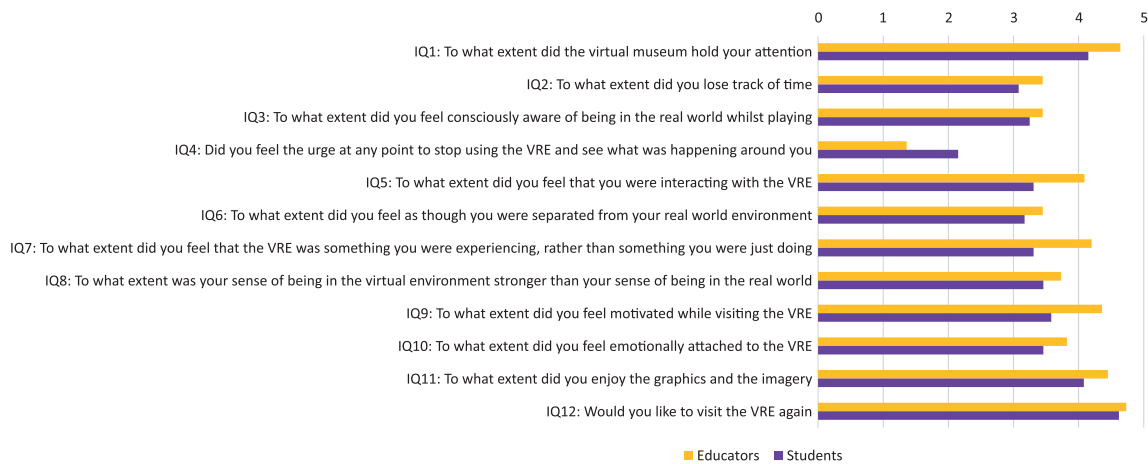 0 1 2 3 4 5
IQ1: To what extent did the virtual museum hold your attention
IQ2: To what extent did you lose track of time
IQ3: To what extent did you feel consciously aware of being in the real world whilst playing
IQ4: Did you feel the urge at any point to stop using the VRE and see what was happening around you
IQ5: To what extent did you feel that you were interacting with the VRE
IQ6: To what extent did you feel as though you were separated from your real world environment
IQ7: To what extent did you feel that the VRE was something you were experiencing, rather than something you were just doing
IQ8: To what extent was your sense of being in the virtual environment stronger than your sense of being in the real world
IQ9: To what extent did you feel motivated while visiting the VRE
IQ10: To what extent did you feel emotionally attached to the VRE
IQ11: To what extent did you enjoy the graphics and the imagery
IQ12: Would you like to visit the VRE again
Educators Students